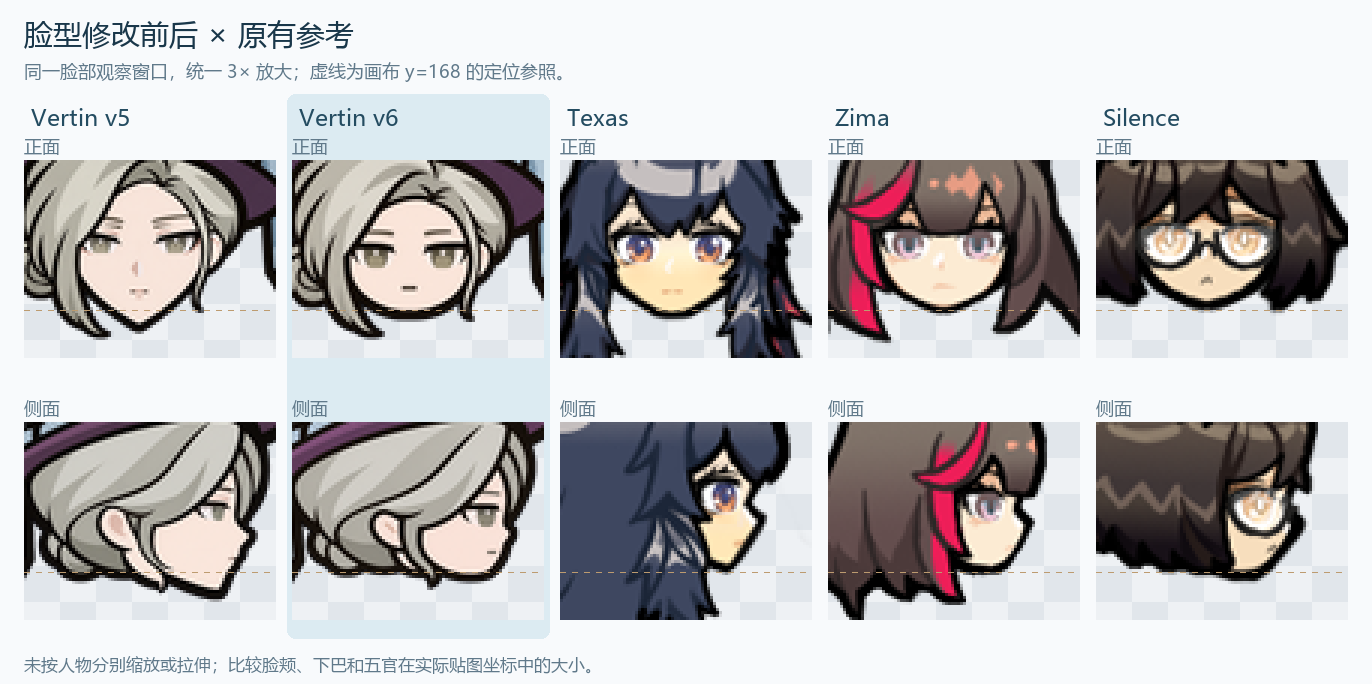 脸型修改前后 × 原有参考
同一脸部观察窗口，统一 3× 放大；虚线为画布 y=168 的定位参照。
Vertin v5
Vertin v6
Texas
Zima
Silence
正面
正面
正面
正面
正面
侧面
侧面
侧面
侧面
侧面
未按人物分别缩放或拉伸；比较脸颊、下巴和五官在实际贴图坐标中的大小。